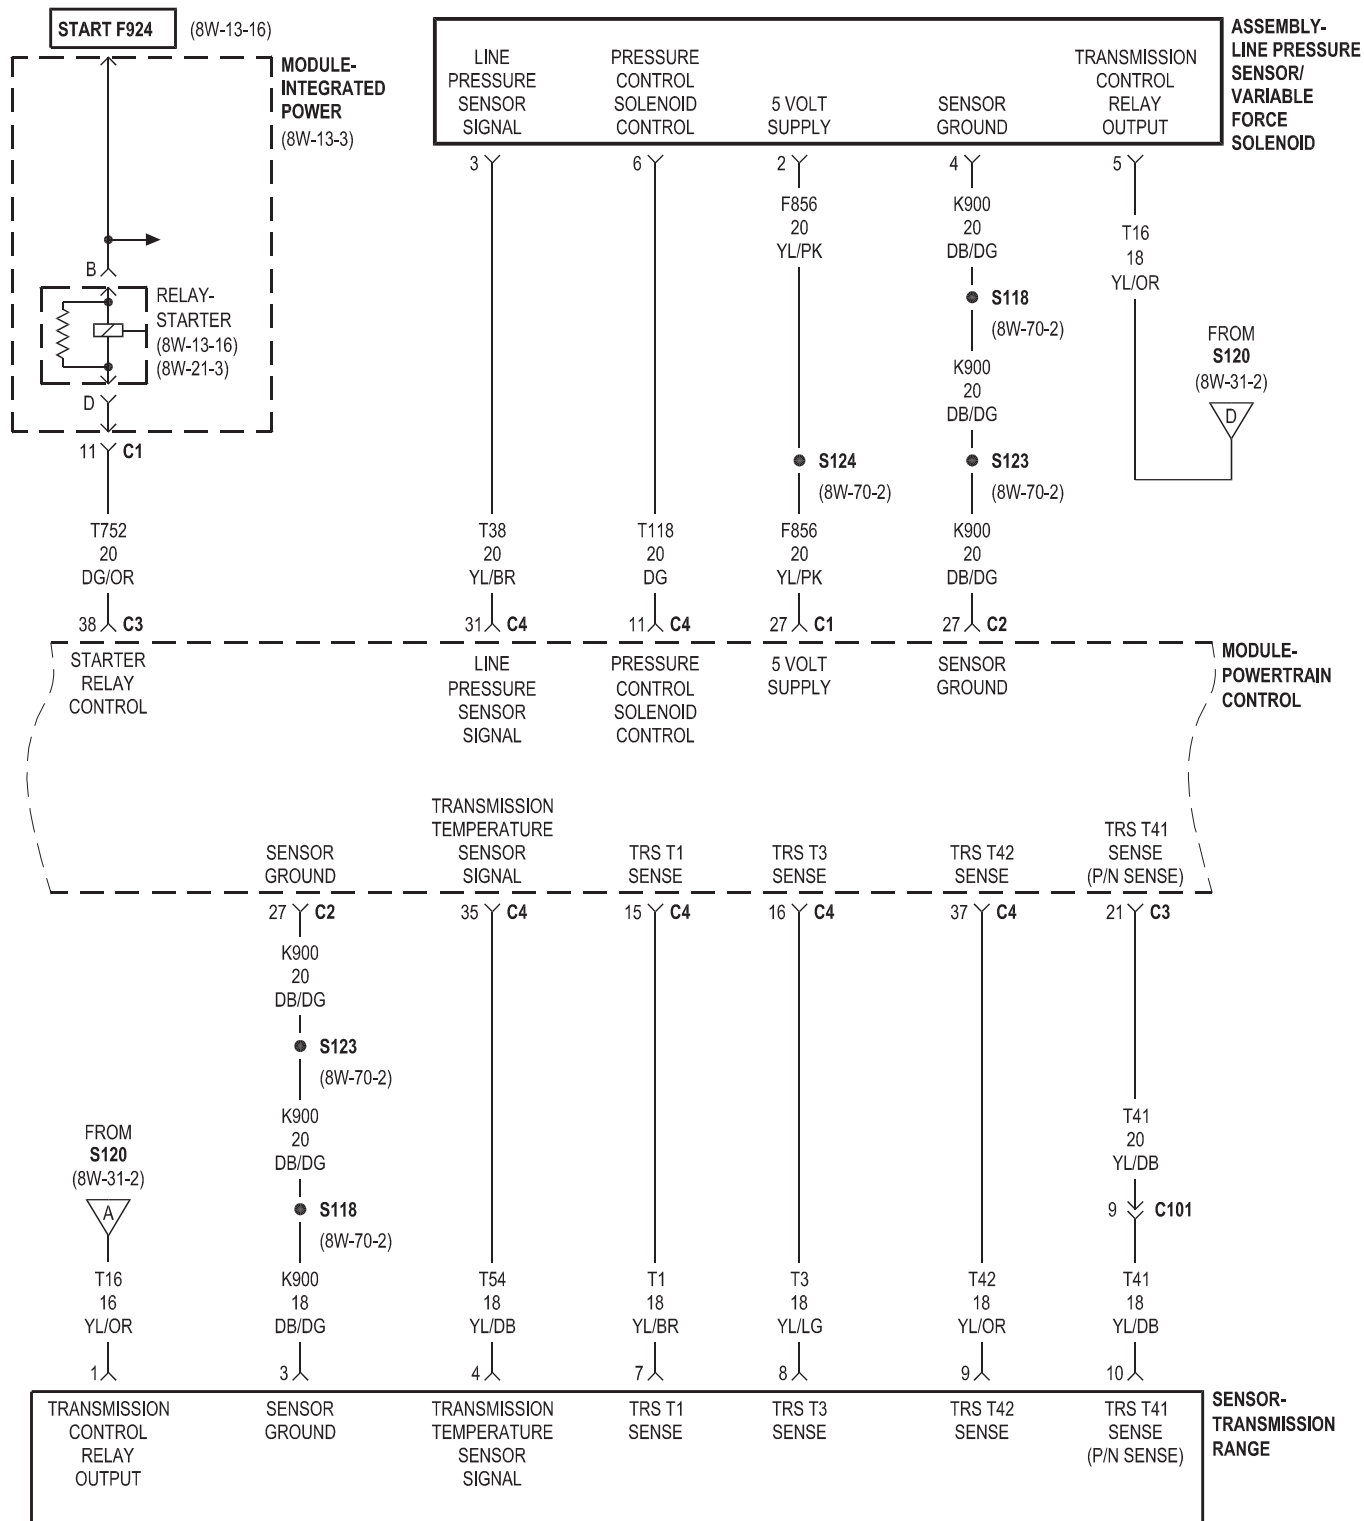 START F924
(8W-13-16)
MODULE-
INTEGRATED
POWER
(8W-13-3)
B
RELAY-
STARTER
(8W-13-16)
(8W-21-3)
D
11
C1
T752
20
DG/OR
38
C3
ASSEMBLY-
LINE PRESSURE
SENSOR/
VARIABLE
FORCE
SOLENOID
LINE
PRESSURE
SENSOR
SIGNAL
PRESSURE
CONTROL
SOLENOID
CONTROL
5 VOLT
SUPPLY
SENSOR
GROUND
TRANSMISSION
CONTROL
RELAY
OUTPUT
3
6
2
4
5
F856
20
YL/PK
K900
20
DB/DG
T16
18
YL/OR
S118
(8W-70-2)
K900
20
DB/DG
FROM
S120
(8W-31-2)
D
S124
(8W-70-2)
S123
(8W-70-2)
T38
20
YL/BR
T118
20
DG
F856
20
YL/PK
K900
20
DB/DG
31
C4
11
C4
27
C1
27
C2
MODULE-
POWERTRAIN
CONTROL
STARTER
RELAY
CONTROL
LINE
PRESSURE
SENSOR
SIGNAL
PRESSURE
CONTROL
SOLENOID
CONTROL
5 VOLT
SUPPLY
SENSOR
GROUND
SENSOR
GROUND
TRANSMISSION
TEMPERATURE
SENSOR
SIGNAL
TRS T1
SENSE
TRS T3
SENSE
TRS T42
SENSE
TRS T41
SENSE
(P/N SENSE)
27
C2
35
C4
15
C4
16
C4
37
C4
21
C3
K900
20
DB/DG
S123
(8W-70-2)
K900
20
DB/DG
S118
(8W-70-2)
FROM
S120
(8W-31-2)
A
T41
20
YL/DB
9
C101
T16
16
YL/OR
K900
18
DB/DG
T54
18
YL/DB
T1
18
YL/BR
T3
18
YL/LG
T42
18
YL/OR
T41
18
YL/DB
1
3
4
7
8
9
10
TRANSMISSION
CONTROL
RELAY
OUTPUT
SENSOR
GROUND
TRANSMISSION
TEMPERATURE
SENSOR
SIGNAL
TRS T1
SENSE
TRS T3
SENSE
TRS T42
SENSE
TRS T41
SENSE
(P/N SENSE)
SENSOR-
TRANSMISSION
RANGE